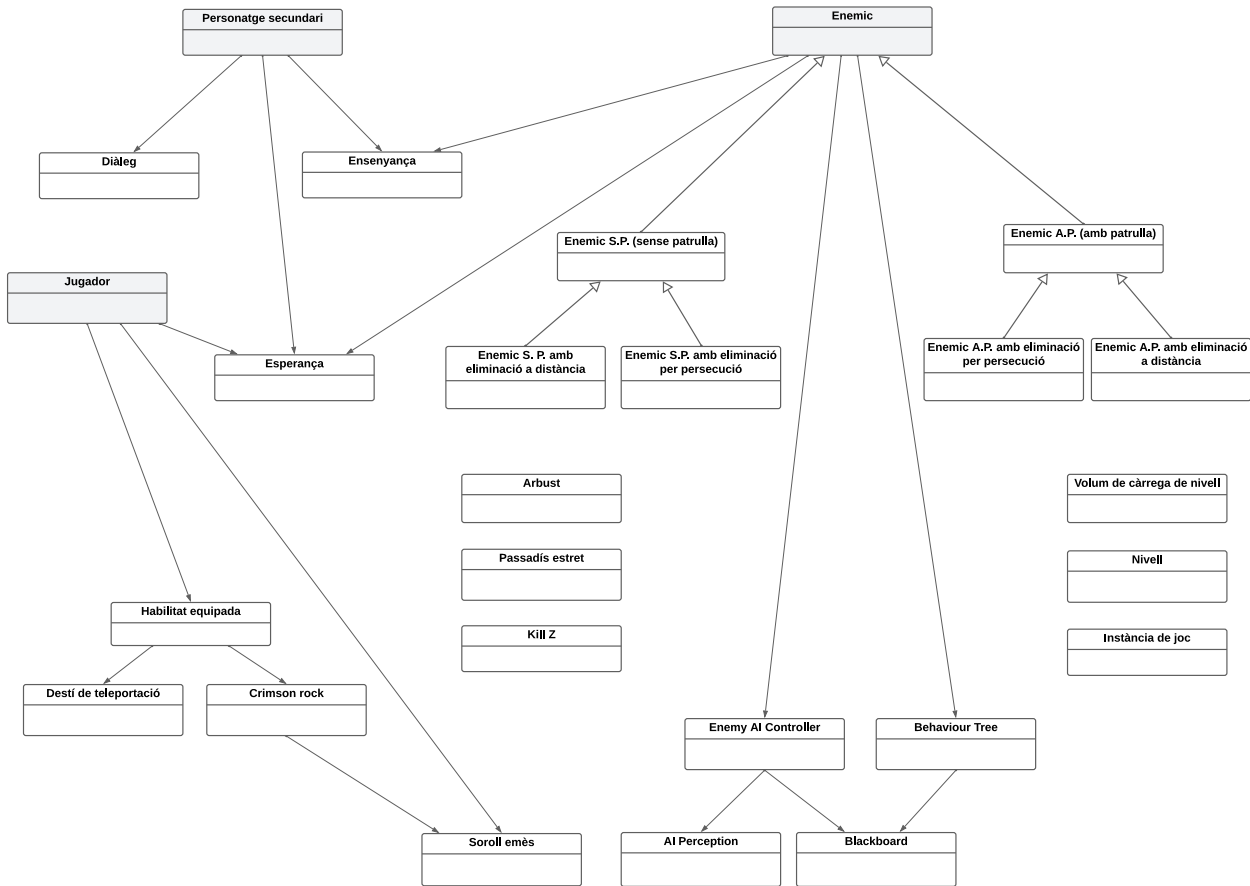 Personatge secundari
Enemic
Diàleg
Ensenyança
Enemic S.P. (sense patrulla)
Enemic A.P. (amb patrulla)
Jugador
Esperança
Enemic S. P. amb
eliminació a distància
Enemic S.P. amb eliminació
per persecució
Enemic A.P. amb eliminació
per persecució
Enemic A.P. amb eliminació
a distància
Arbust
Volum de càrrega de nivell
Passadís estret
Nivell
Habilitat equipada
Kill Z
Instància de joc
Destí de teleportació
Crimson rock
Enemy AI Controller
Behaviour Tree
Soroll emès
AI Perception
Blackboard